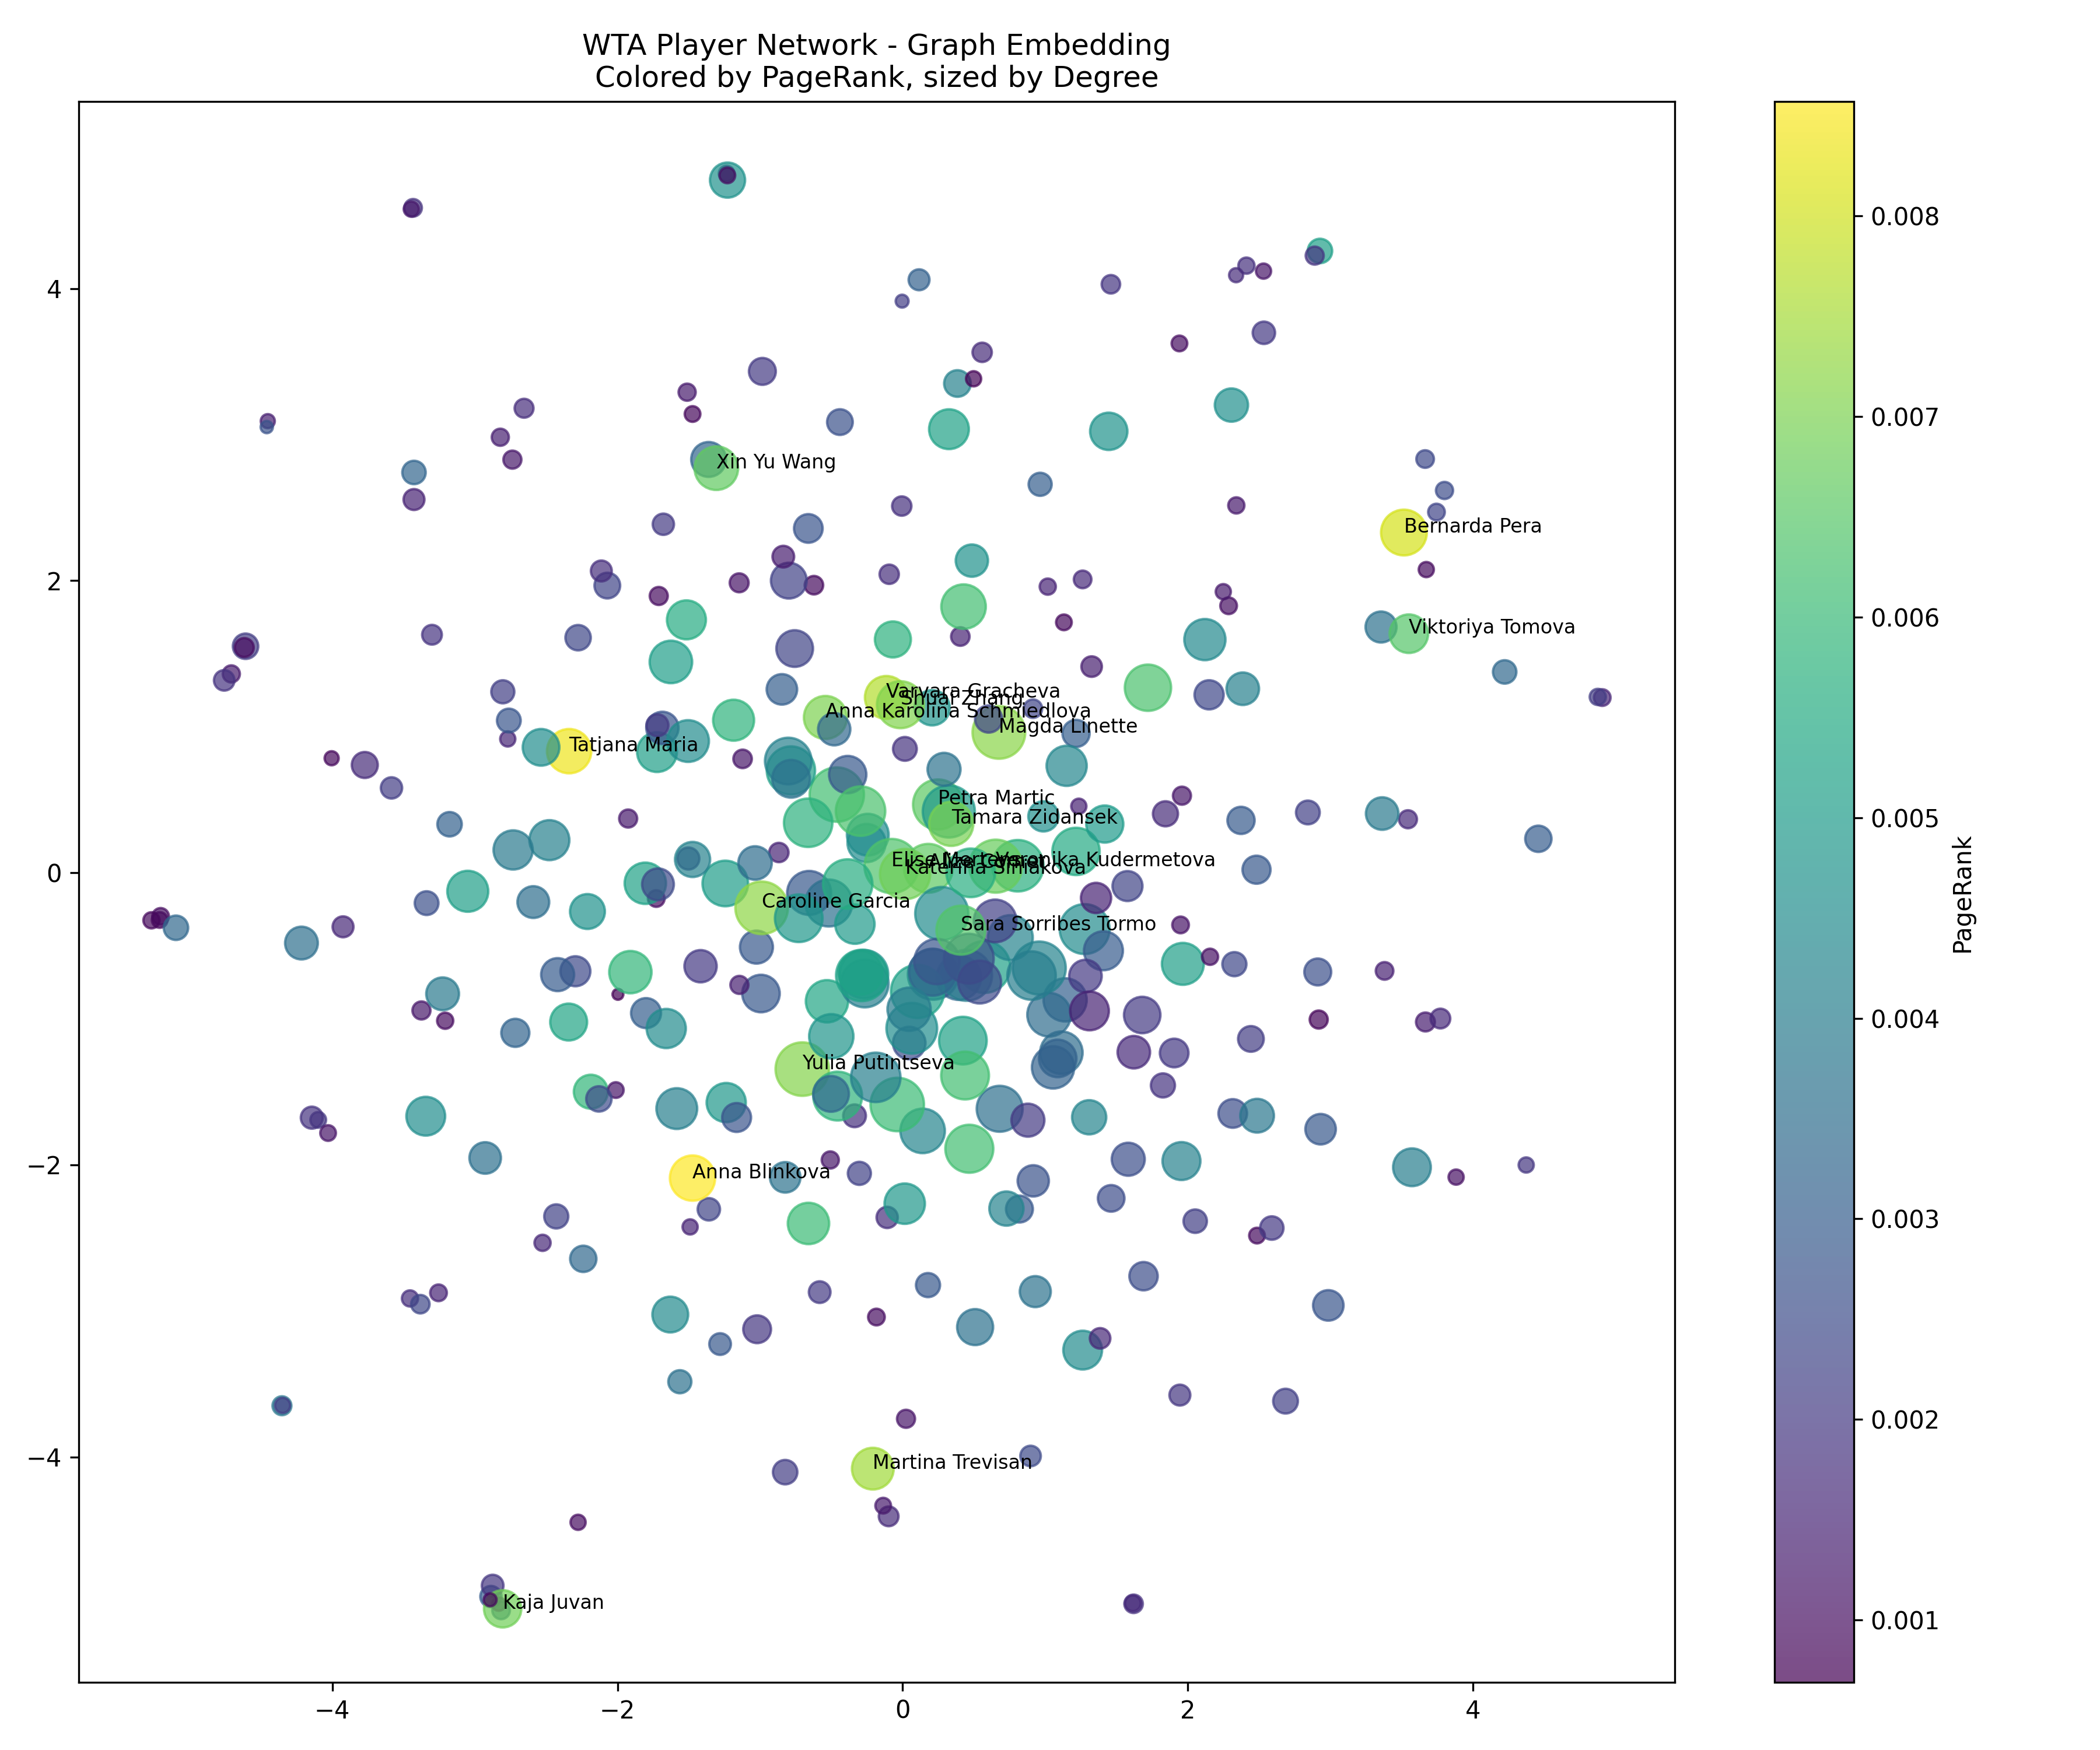 WTA Player Network - Graph Embedding
Colored by PageRank, sized by Degree
Xin Yu Wang
Bernarda Pera
Viktoriya Tomova
Varvara Gracheva
Shuai Zhang
Anna Karolina Schmiedlova
Magda Linette
Tatjana Maria
Petra Martic
Tamara Zidansek
Elise Mertens
Alize Cornet
Veronika Kudermetova
Katerina Siniakova
Caroline Garcia
Sara Sorribes Tormo
Yulia Putintseva
Anna Blinkova
Martina Trevisan
Kaja Juvan
4
2
0
−2
−4
−4
−2
0
2
4
0.008
0.007
0.006
0.005
0.004
0.003
0.002
0.001
PageRank